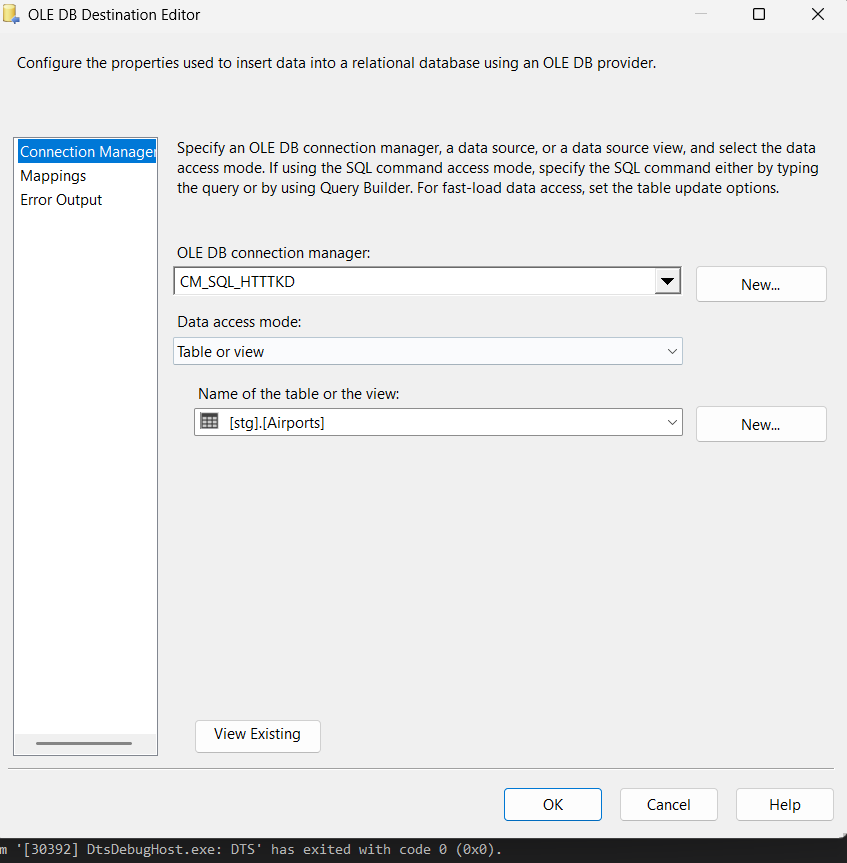 OLE DB Destination Editor
Configure the properties used to insert data into a relational database using an OLE DB provider.
Connection Manager
Mappings
Error Output
Specify an OLE DB connection manager, a data source, or a data source view, and select the data
access mode. If using the SQL command access mode, specify the SQL command either by typing
the query or by using Query Builder. For fast-load data access, set the table update options.
OLE DB connection manager:
CM_SQL_HTTTKD
New...
Data access mode:
Table or view
Name of the table or the view:
[stg].[Airports]
New...
View Existing
OK
Cancel
Help
m '[30392] DtsDebugHost.exe: DTS' has exited with code 0 (0x0).